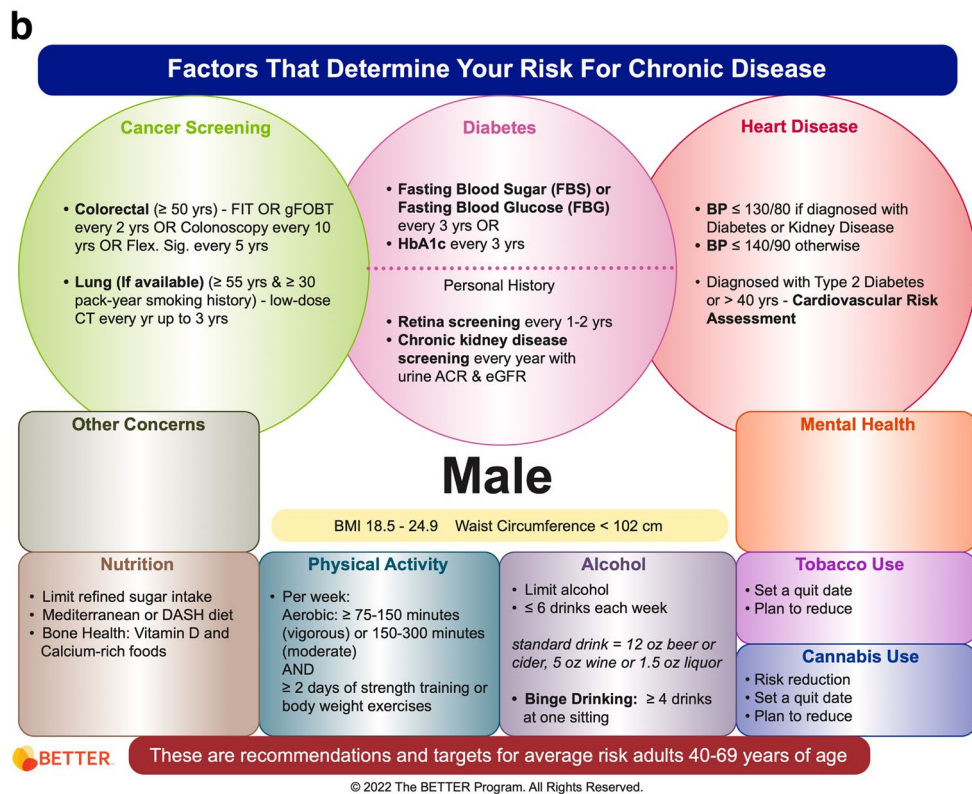 b
Factors That Determine Your Risk For Chronic Disease
Cancer Screening
• Colorectal (≥ 50 yrs) - FIT OR gFOBT
every 2 yrs OR Colonoscopy every 10
yrs OR Flex. Sig. every 5 yrs
• Lung (If available) (≥ 55 yrs & ≥ 30
pack-year smoking history) - low-dose
CT every yr up to 3 yrs
Diabetes
• Fasting Blood Sugar (FBS) or
Fasting Blood Glucose (FBG)
every 3 yrs OR
• HbA1c every 3 yrs
Personal History
• Retina screening every 1-2 yrs
• Chronic kidney disease
screening every year with
urine ACR & eGFR
Heart Disease
• BP ≤ 130/80 if diagnosed with
Diabetes or Kidney Disease
• BP ≤ 140/90 otherwise
• Diagnosed with Type 2 Diabetes
or > 40 yrs - Cardiovascular Risk
Assessment
Other Concerns
Mental Health
Male
BMI 18.5 - 24.9 Waist Circumference < 102 cm
Nutrition
• Limit refined sugar intake
• Mediterranean or DASH diet
• Bone Health: Vitamin D and
Calcium-rich foods
Physical Activity
• Per week:
Aerobic: ≥ 75-150 minutes
(vigorous) or 150-300 minutes
(moderate)
AND
≥ 2 days of strength training or
body weight exercises
Alcohol
• Limit alcohol
• ≤ 6 drinks each week
standard drink = 12 oz beer or
cider, 5 oz wine or 1.5 oz liquor
• Binge Drinking: ≥ 4 drinks
at one sitting
Tobacco Use
• Set a quit date
• Plan to reduce
Cannabis Use
• Risk reduction
• Set a quit date
• Plan to reduce
BETTER
These are recommendations and targets for average risk adults 40-69 years of age
© 2022 The BETTER Program. All Rights Reserved.